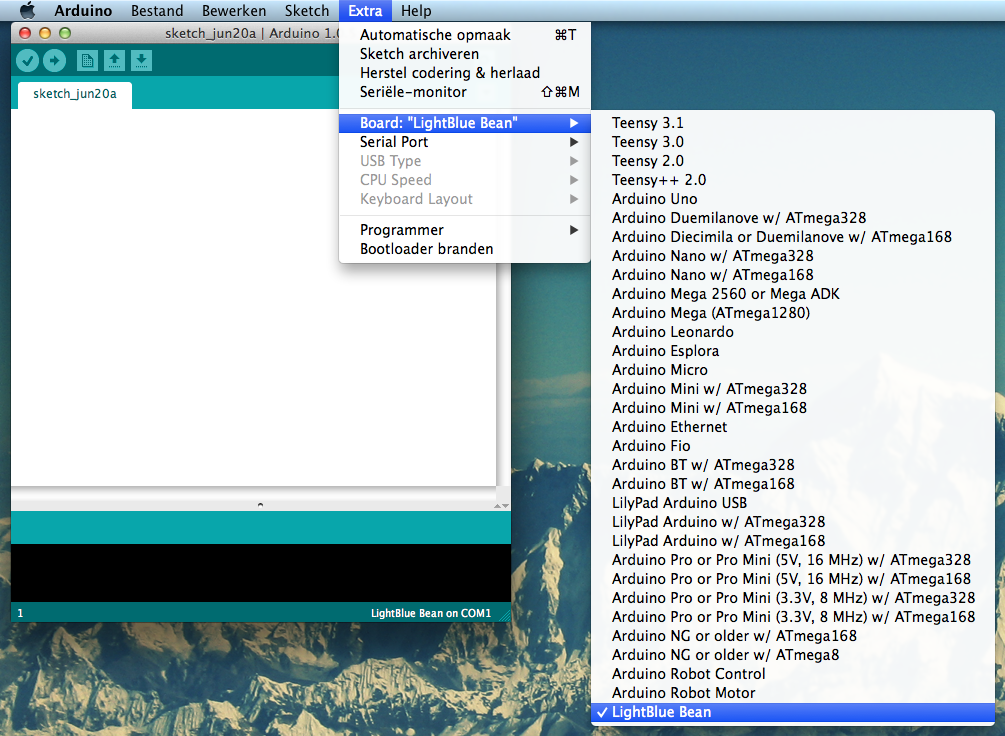 Arduino Bestand Bewerken Sketch Extra Help
sketch_jun20a | Arduino 1.0
sketch_jun20a
Automatische opmaak ⌘T
Sketch archiveren
Herstel codering & herlaad
Seriële-monitor ⇧⌘M
Board: "LightBlue Bean"
Serial Port
USB Type
CPU Speed
Keyboard Layout
Programmer
Bootloader branden
Teensy 3.1
Teensy 3.0
Teensy 2.0
Teensy++ 2.0
Arduino Uno
Arduino Duemilanove w/ ATmega328
Arduino Diecimila or Duemilanove w/ ATmega168
Arduino Nano w/ ATmega328
Arduino Nano w/ ATmega168
Arduino Mega 2560 or Mega ADK
Arduino Mega (ATmega1280)
Arduino Leonardo
Arduino Esplora
Arduino Micro
Arduino Mini w/ ATmega328
Arduino Mini w/ ATmega168
Arduino Ethernet
Arduino Fio
Arduino BT w/ ATmega328
Arduino BT w/ ATmega168
LilyPad Arduino USB
LilyPad Arduino w/ ATmega328
LilyPad Arduino w/ ATmega168
Arduino Pro or Pro Mini (5V, 16 MHz) w/ ATmega328
Arduino Pro or Pro Mini (5V, 16 MHz) w/ ATmega168
Arduino Pro or Pro Mini (3.3V, 8 MHz) w/ ATmega328
Arduino Pro or Pro Mini (3.3V, 8 MHz) w/ ATmega168
Arduino NG or older w/ ATmega168
Arduino NG or older w/ ATmega8
Arduino Robot Control
Arduino Robot Motor
✓ LightBlue Bean
1 LightBlue Bean on COM1